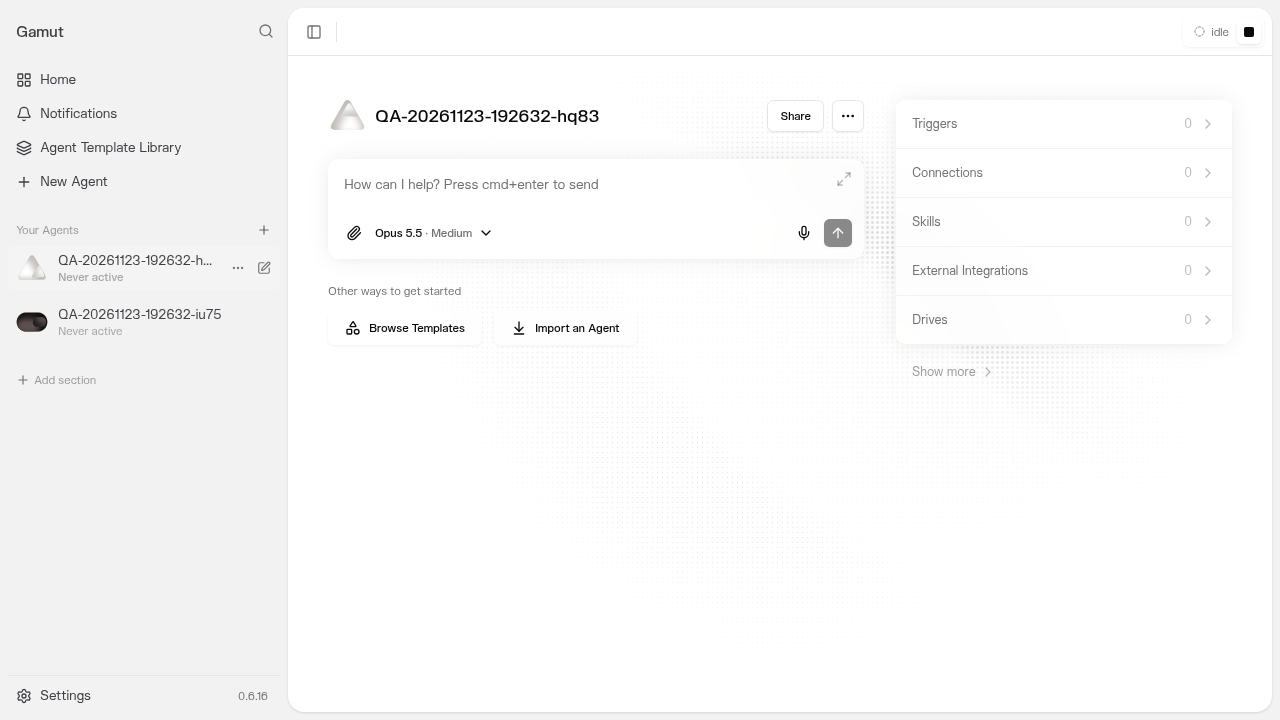 Gamut
Home
Notifications
Agent Template Library
New Agent
Your Agents
QA-20261123-192632-h...
Never active
QA-20261123-192632-iu75
Never active
Add section
Settings
0.6.16
idle
QA-20261123-192632-hq83
Share
How can I help? Press cmd+enter to send
Opus 5.5 · Medium
Other ways to get started
Browse Templates
Import an Agent
Triggers 0
Connections 0
Skills 0
External Integrations 0
Drives 0
Show more